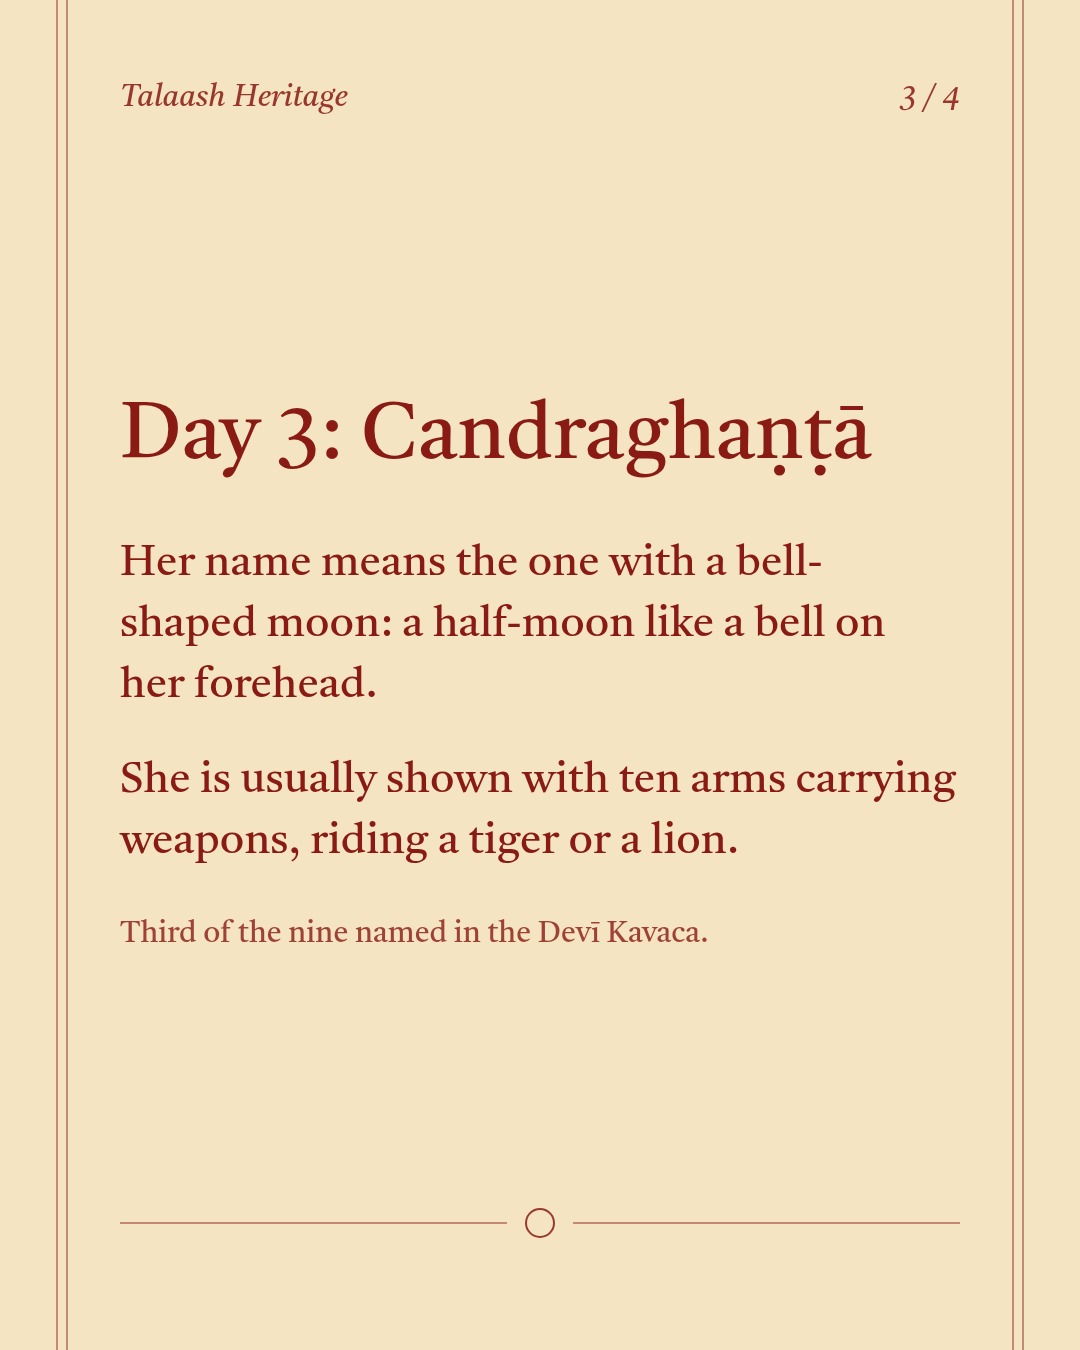 Talaash Heritage
3 / 4
Day 3: Candraghaṇṭā
Her name means the one with a bell-
shaped moon: a half-moon like a bell on
her forehead.
She is usually shown with ten arms carrying
weapons, riding a tiger or a lion.
Third of the nine named in the Devī Kavaca.